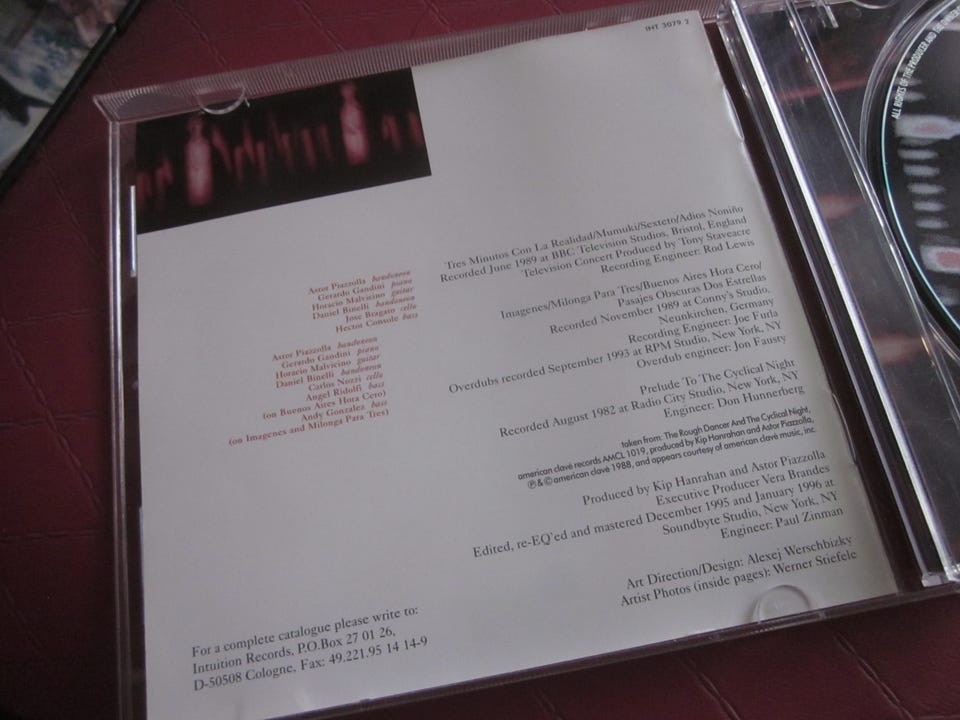 INT 3079 2
Astor Piazzolla bandoneon
Gerardo Gandini piano
Horacio Malvicino guitar
Daniel Binelli bandoneon
Jose Bragato cello
Hector Console bass
Astor Piazzolla bandoneon
Gerardo Gandini piano
Horacio Malvicino guitar
Daniel Binelli bandoneon
Carlos Nozzi cello
Angel Ridolfi bass
(on Buenos Aires Hora Cero)
Andy Gonzalez bass
(on Imagenes and Milonga Para Tres)
Tres Minutos Con La Realidad/Mumuki/Sexteto/Adios Noniño
Recorded June 1989 at BBC Television Studios, Bristol, England
Television Concert Produced by Tony Staveacre
Recording Engineer: Rod Lewis
Imagenes/Milonga Para Tres/Buenos Aires Hora Cero/
Pasajes Obscuras Dos Estrellas
Recorded November 1989 at Conny's Studio,
Neunkirchen, Germany
Recording Engineer: Joe Furla
Overdubs recorded September 1993 at RPM Studio, New York, NY
Overdub engineer: Jon Fausty
Prelude To The Cyclical Night
Recorded August 1982 at Radio City Studio, New York, NY
Engineer: Don Hunnerberg
taken from: The Rough Dancer And The Cyclical Night,
american clavé records AMCL 1019, produced by Kip Hanrahan and Astor Piazzolla,
℗ & © american clavé 1988, and appears courtesy of american clavé music, inc.
Produced by Kip Hanrahan and Astor Piazzolla
Executive Producer Vera Brandes
Edited, re-EQ'ed and mastered December 1995 and January 1996 at
Soundbyte Studio, New York, NY
Engineer: Paul Zinman
Art Direction/Design: Alexej Werschbizky
Artist Photos (inside pages): Werner Stiefele
For a complete catalogue please write to:
Intuition Records, P.O.Box 27 01 26,
D-50508 Cologne, Fax: 49.221.95 14 14-9
ALL RIGHTS OF THE PRODUCER AND